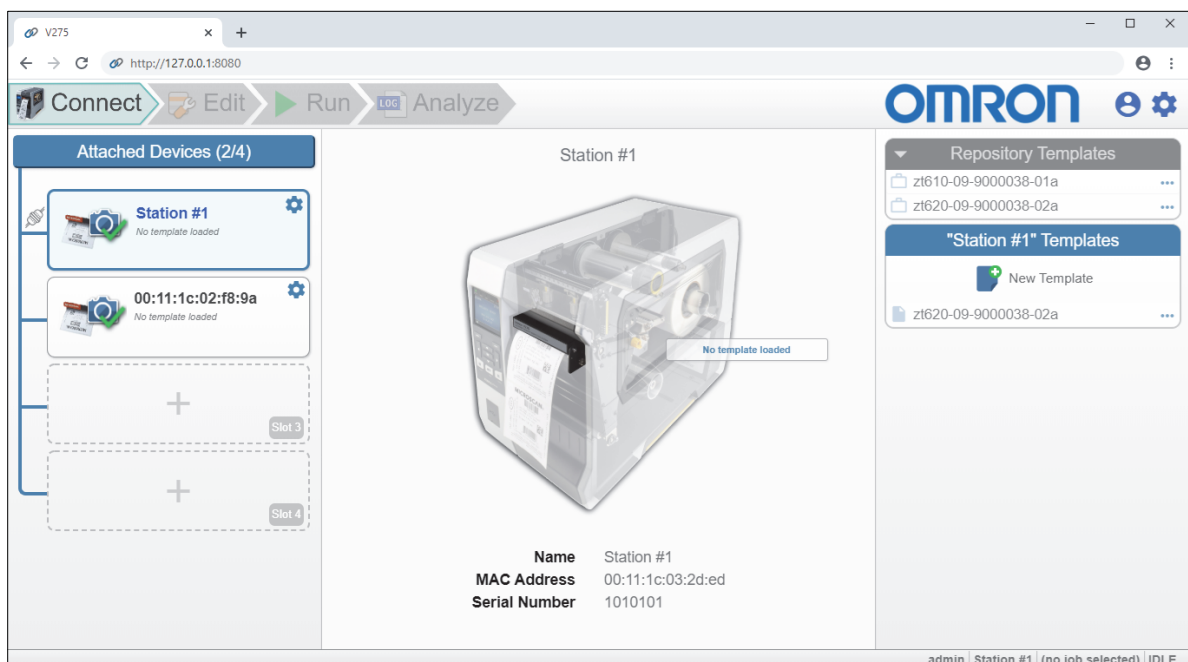 V275
http://127.0.0.1:8080
Connect Edit Run LOG Analyze
OMRON
Attached Devices (2/4)
Station #1
No template loaded
00:11:1c:02:f8:9a
No template loaded
Slot 3
Slot 4
Station #1
No template loaded
MICROSCAN
Name Station #1
MAC Address 00:11:1c:03:2d:ed
Serial Number 1010101
Repository Templates
zt610-09-9000038-01a
zt620-09-9000038-02a
"Station #1" Templates
New Template
zt620-09-9000038-02a
admin Station #1 (no job selected) IDLE